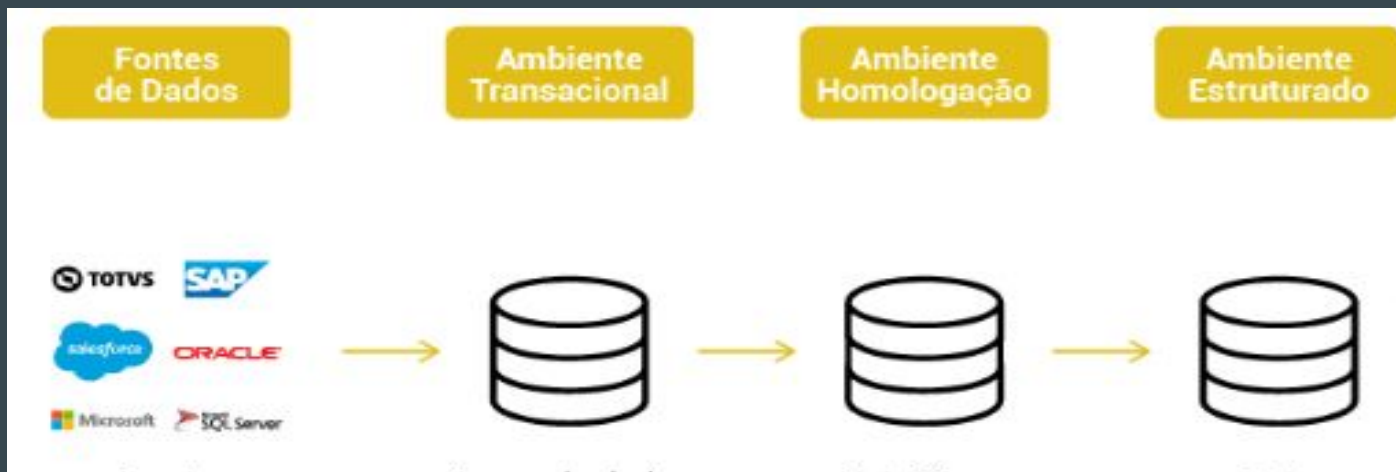 Fontes
de Dados
Ambiente
Transacional
Ambiente
Homologação
Ambiente
Estruturado
TOTVS
SAP
salesforce
ORACLE
Microsoft
SQL Server